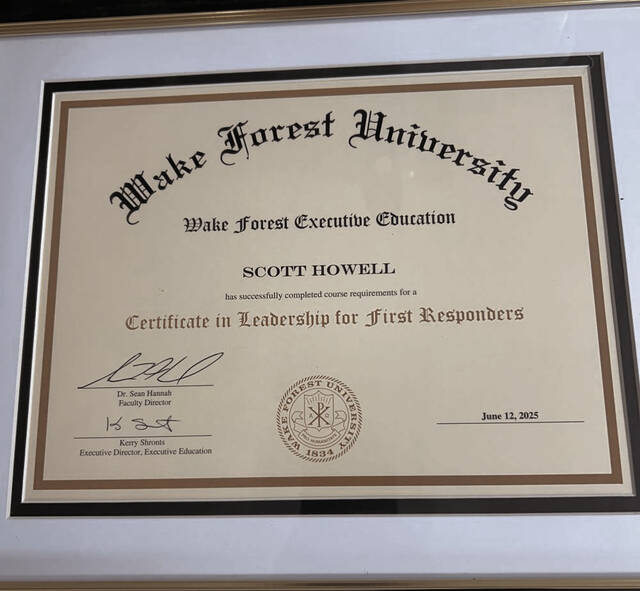 Wake Forest University
Wake Forest Executive Education
SCOTT HOWELL
has successfully completed course requirements for a
Certificate in Leadership for First Responders
Dr. Sean Hannah
Faculty Director
Kerry Shronts
Executive Director, Executive Education
WAKE FOREST UNIVERSITY
PRO HUMANITATE
1834
June 12, 2025